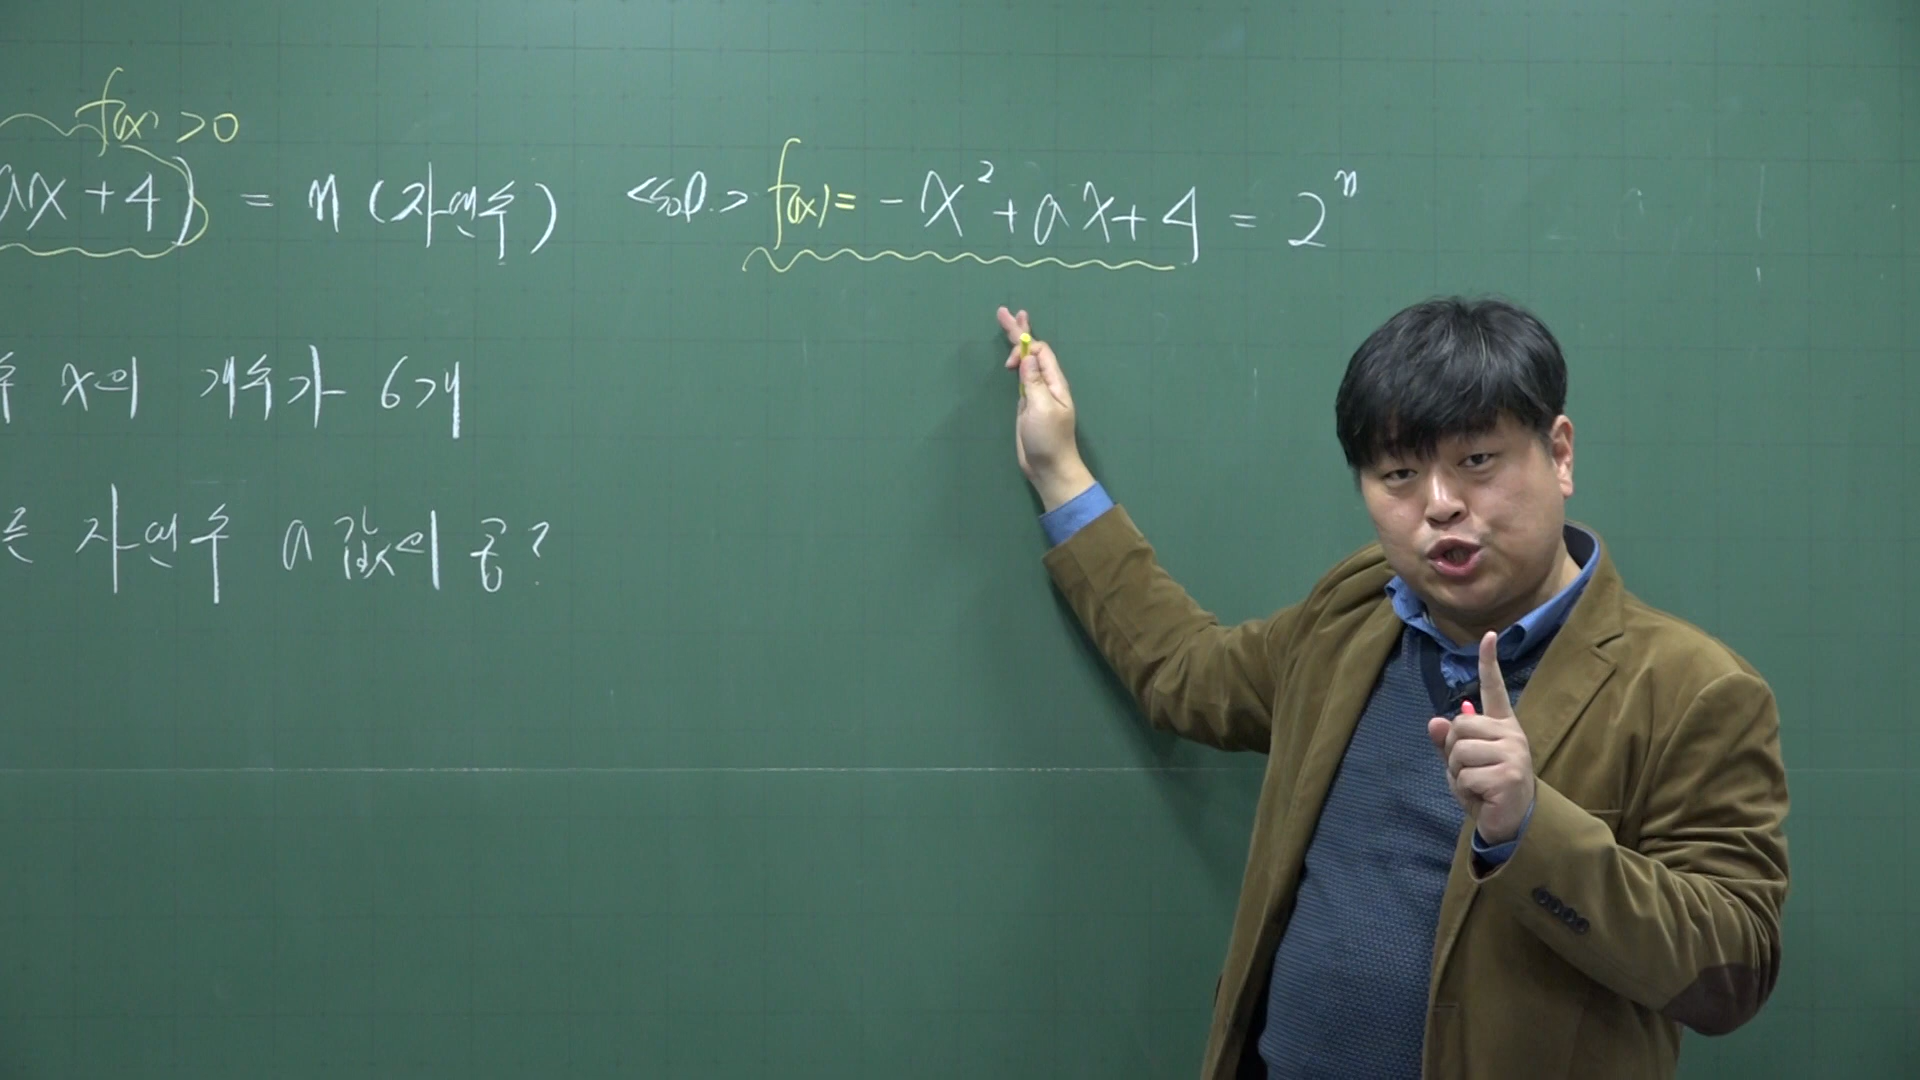 f(x) > 0
ax + 4) = n (자연수)
<sol.> f(x) = -x² + ax + 4 = 2ⁿ
x의 개수가 6개
자연수 a 값의 곱?